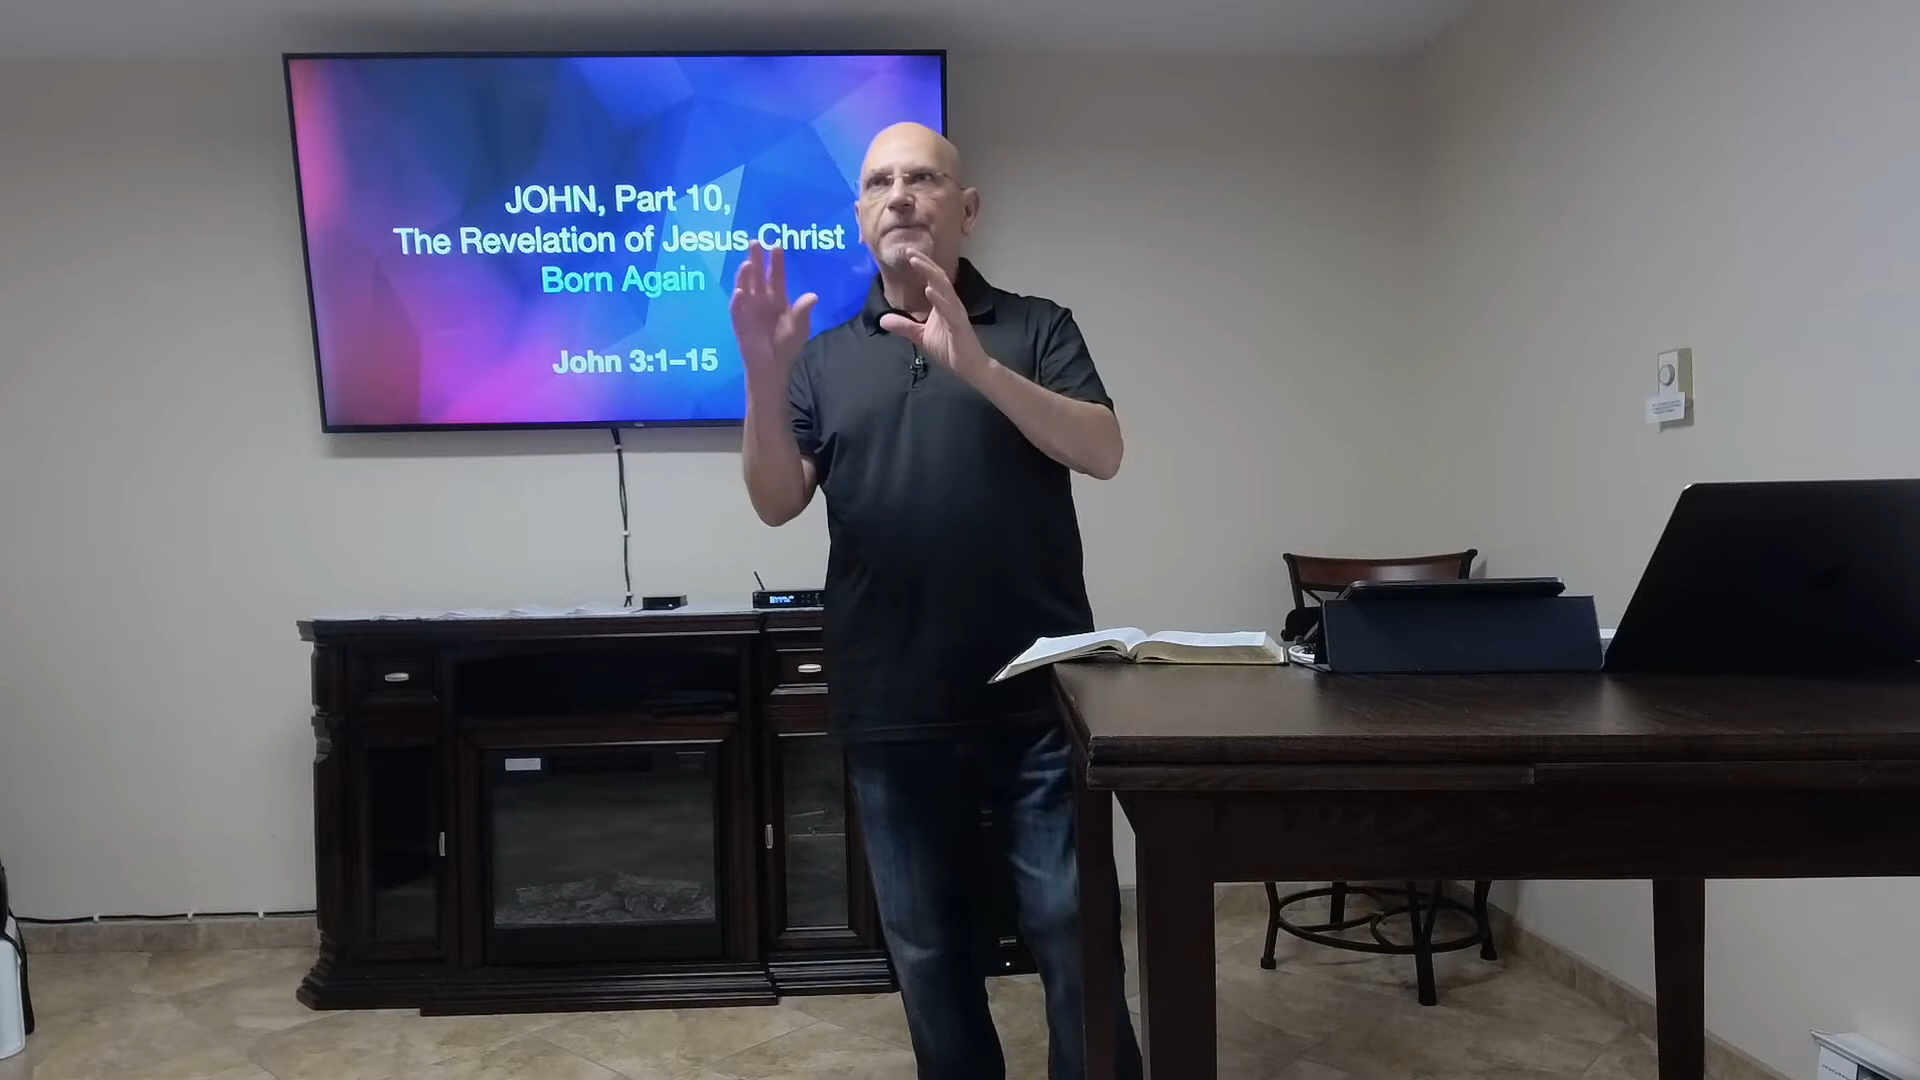 JOHN, Part 10,
The Revelation of Jesus Christ
Born Again
John 3:1–15